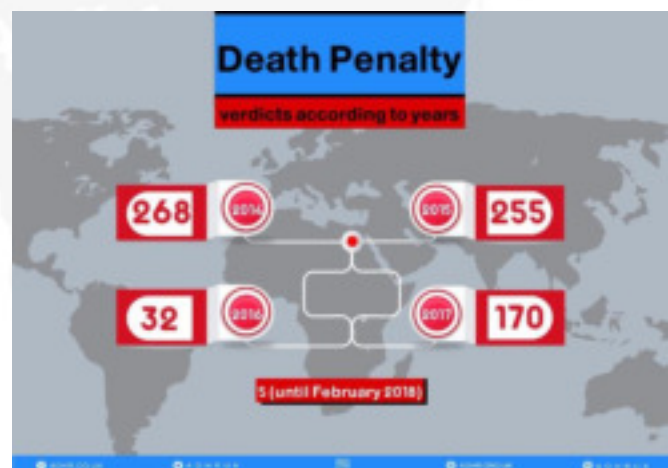 Death Penalty
verdicts according to years
268 2014
2015 255
32 2016
2017 170
5 (until February 2018)